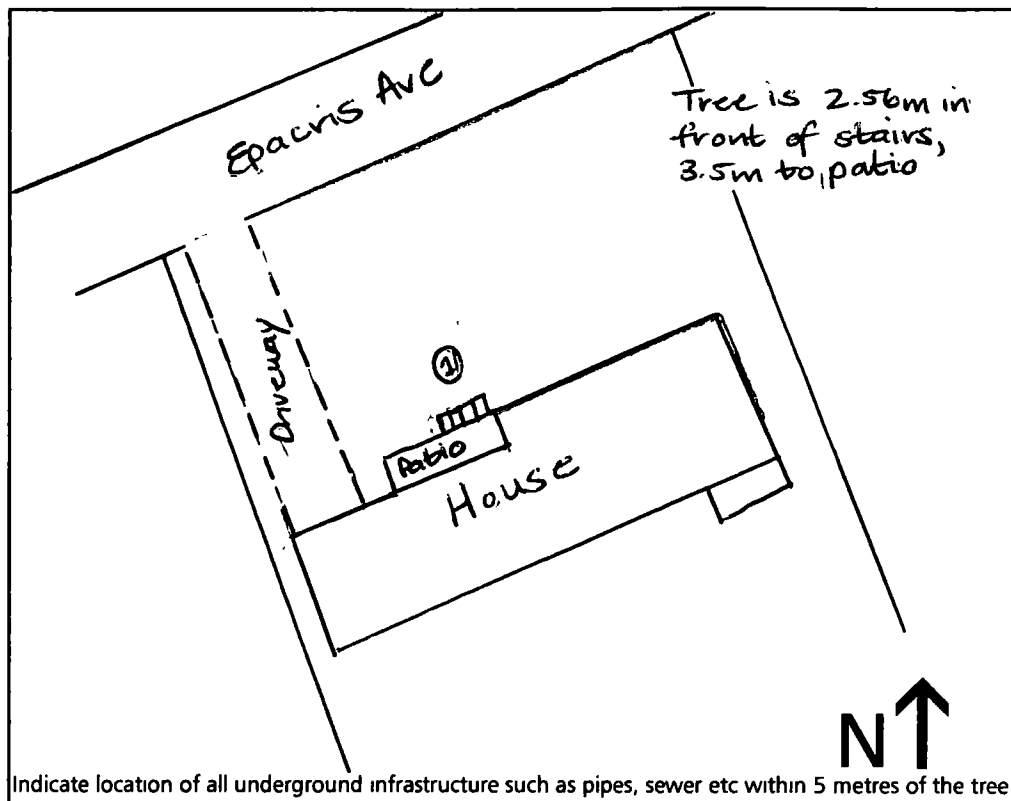 Epacris Ave
Tree is 2.56m in
front of stairs,
3.5m to patio
Driveway
1
Patio
House
N
Indicate location of all underground infrastructure such as pipes, sewer etc within 5 metres of the tree